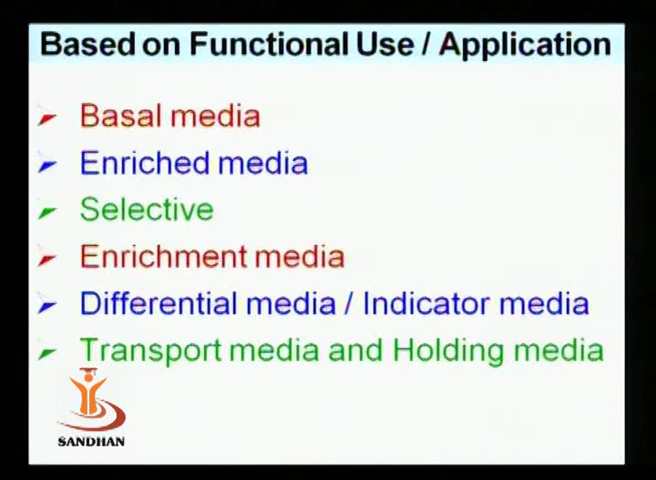 Based on Functional Use / Application
Basal media
Enriched media
Selective
Enrichment media
Differential media / Indicator media
Transport media and Holding media
SANDHAN